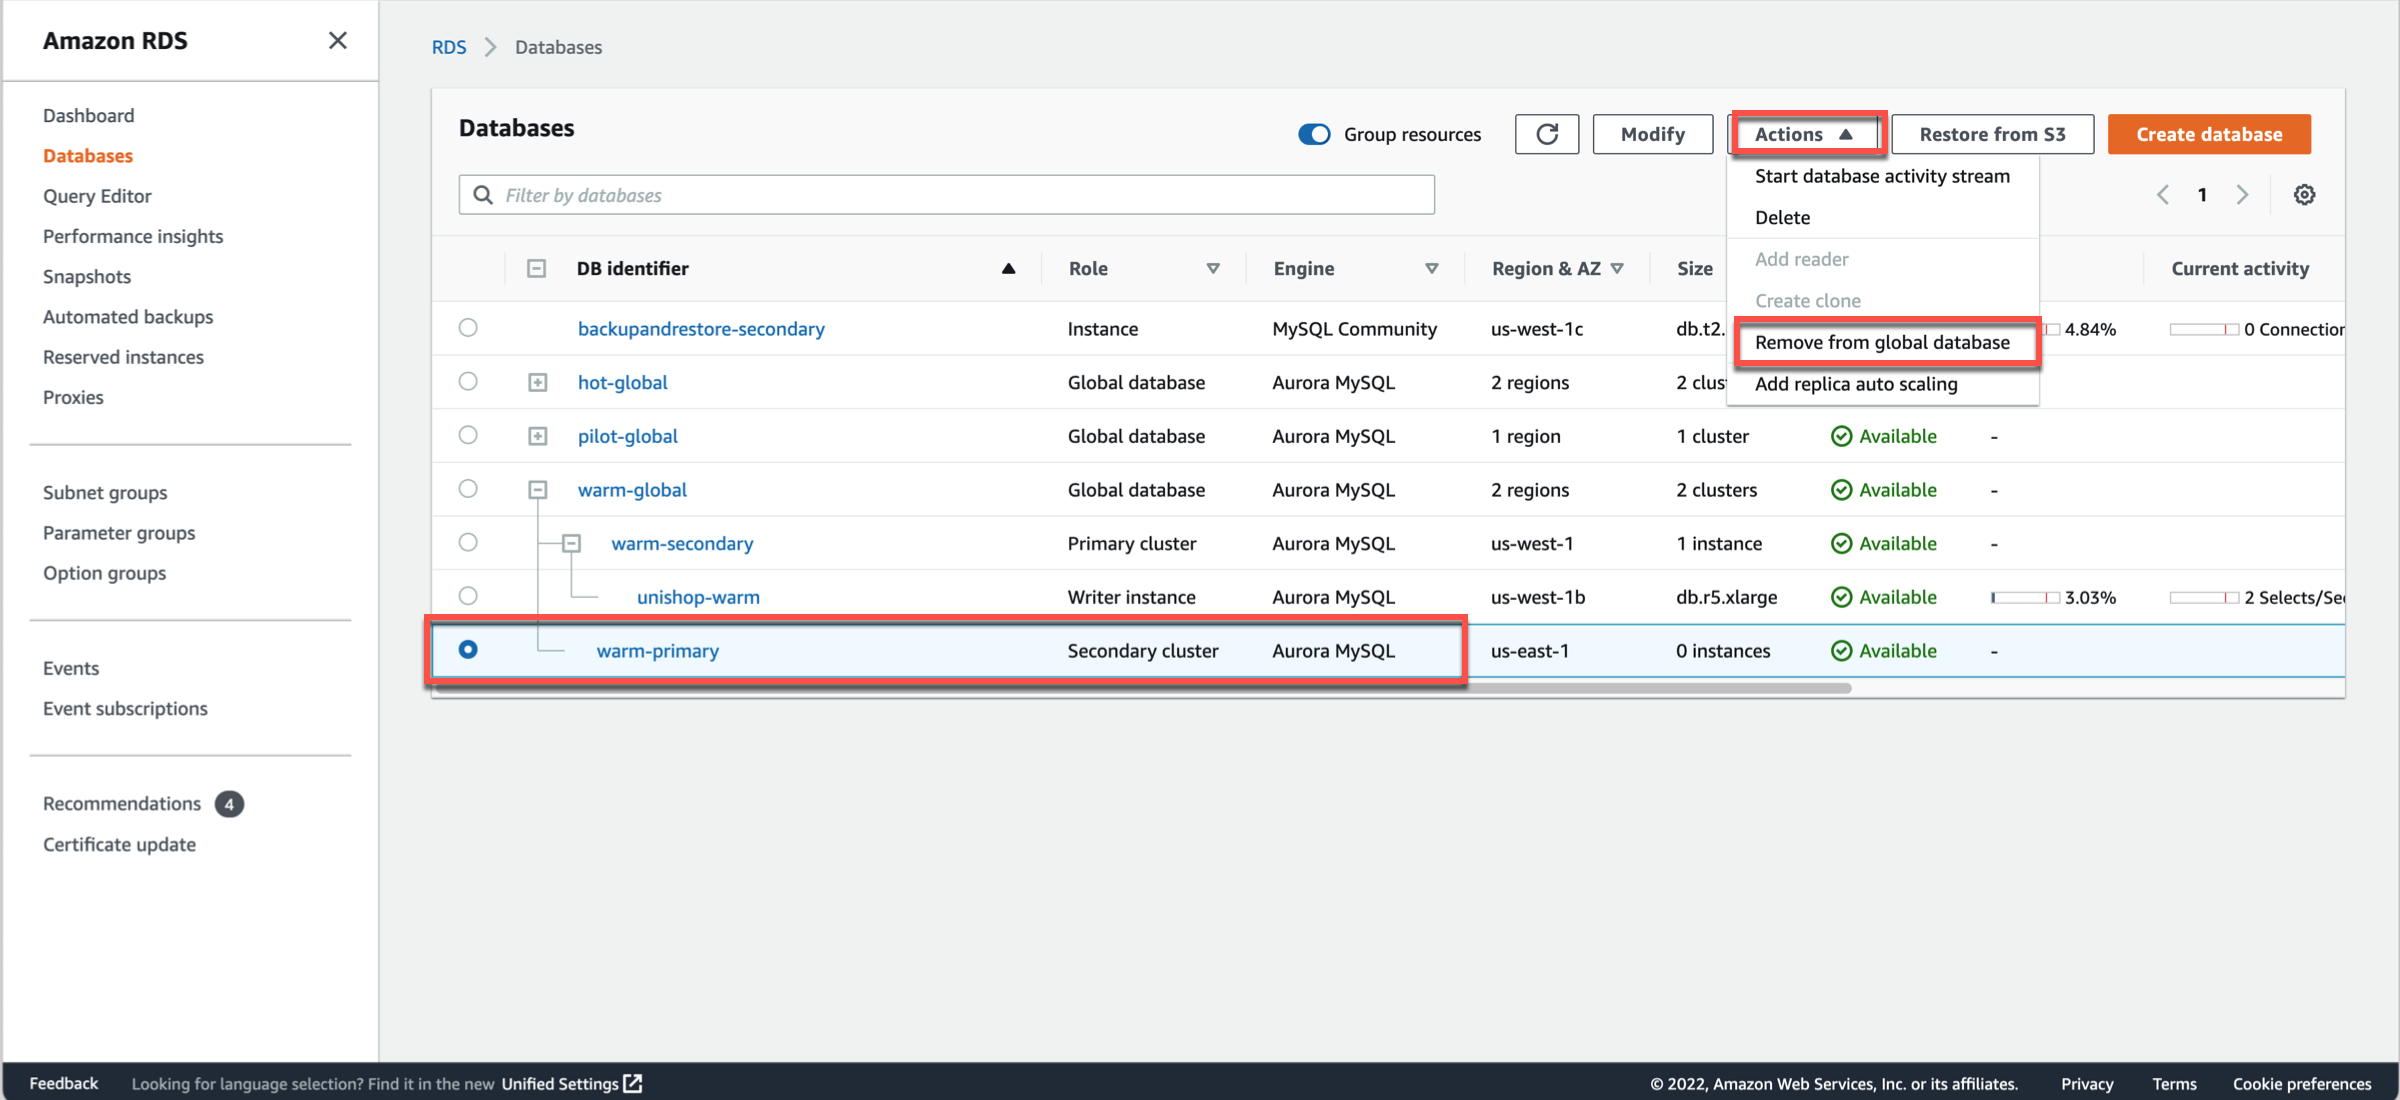 Amazon RDS
Dashboard
Databases
Query Editor
Performance insights
Snapshots
Automated backups
Reserved instances
Proxies
Subnet groups
Parameter groups
Option groups
Events
Event subscriptions
Recommendations 4
Certificate update
RDS > Databases
Databases
Group resources
Modify
Actions
Restore from S3
Create database
Filter by databases
1
Start database activity stream
Delete
Add reader
Create clone
Remove from global database
Add replica auto scaling
DB identifier Role Engine Region & AZ Size Current activity
backupandrestore-secondary Instance MySQL Community us-west-1c db.t2. 4.84% 0 Connection
hot-global Global database Aurora MySQL 2 regions 2 clus
pilot-global Global database Aurora MySQL 1 region 1 cluster Available -
warm-global Global database Aurora MySQL 2 regions 2 clusters Available -
warm-secondary Primary cluster Aurora MySQL us-west-1 1 instance Available -
unishop-warm Writer instance Aurora MySQL us-west-1b db.r5.xlarge Available 3.03% 2 Selects/Se
warm-primary Secondary cluster Aurora MySQL us-east-1 0 instances Available -
Feedback Looking for language selection? Find it in the new Unified Settings © 2022, Amazon Web Services, Inc. or its affiliates. Privacy Terms Cookie preferences